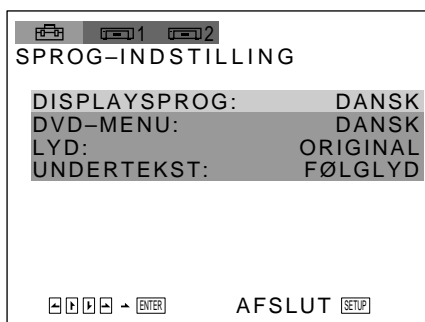 1 2
SPROG–INDSTILLING
DISPLAYSPROG: DANSK
DVD–MENU: DANSK
LYD: ORIGINAL
UNDERTEKST: FØLGLYD
ENTER AFSLUT SETUP